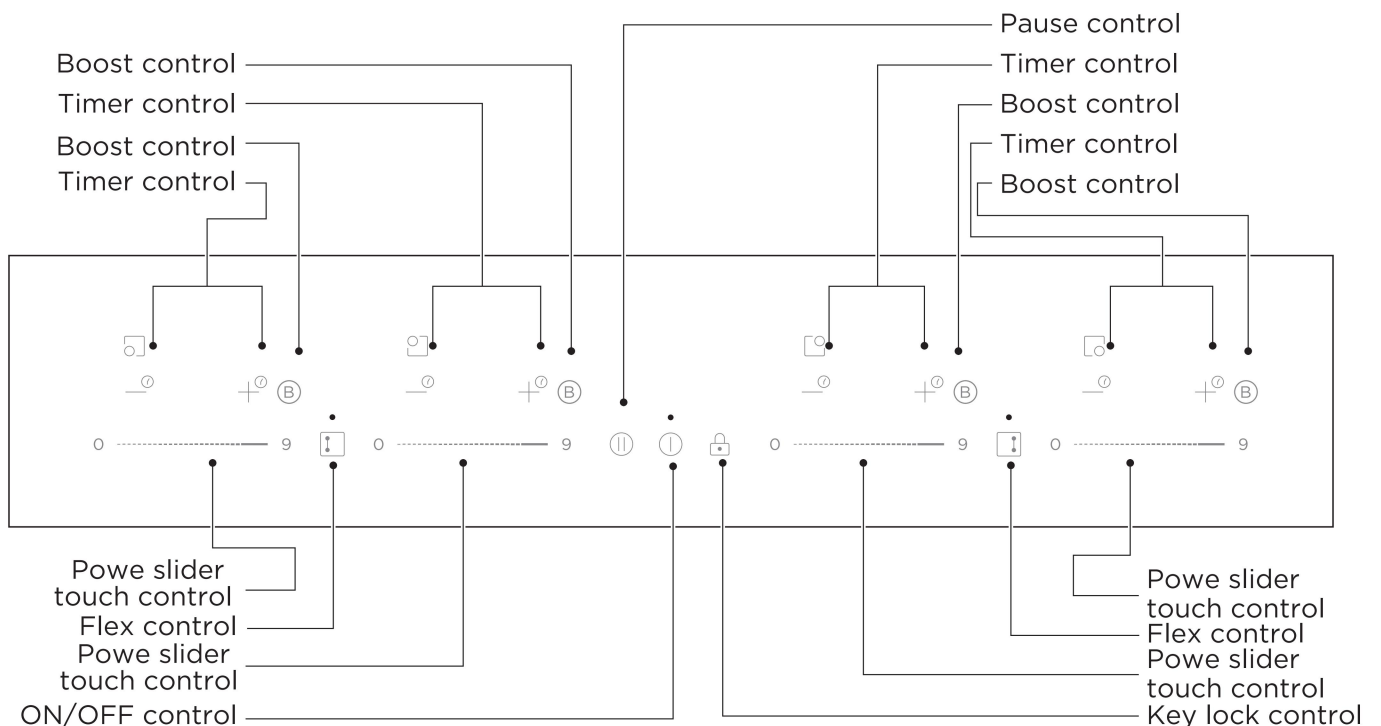 Pause control
Boost control
Timer control
Timer control
Boost control
Boost control
Timer control
Timer control
Boost control
B
B
B
B
0 9
0 9
0 9
0 9
Powe slider
touch control
Flex control
Powe slider
touch control
ON/OFF control
Powe slider
touch control
Flex control
Powe slider
touch control
Key lock control